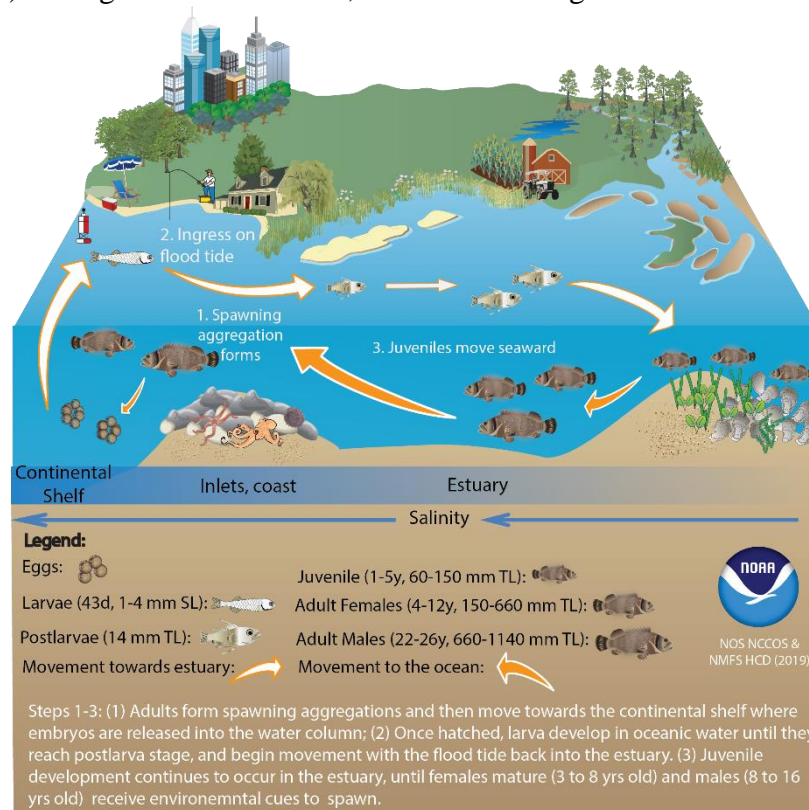 2. Ingress on
flood tide
1. Spawning
aggregation
forms
3. Juveniles move seaward
Continental
Shelf
Inlets, coast
Estuary
Salinity
Legend:
Eggs:
Larvae (43d, 1-4 mm SL):
Postlarvae (14 mm TL):
Movement towards estuary:
Juvenile (1-5y, 60-150 mm TL):
Adult Females (4-12y, 150-660 mm TL):
Adult Males (22-26y, 660-1140 mm TL):
Movement to the ocean:
NOAA
NOS NCCOS &
NMFS HCD (2019)
Steps 1-3: (1) Adults form spawning aggregations and then move towards the continental shelf where
embryos are released into the water column; (2) Once hatched, larva develop in oceanic water until they
reach postlarva stage, and begin movement with the flood tide back into the estuary. (3) Juvenile
development continues to occur in the estuary, until females mature (3 to 8 yrs old) and males (8 to 16
yrs old) receive environemntal cues to spawn.